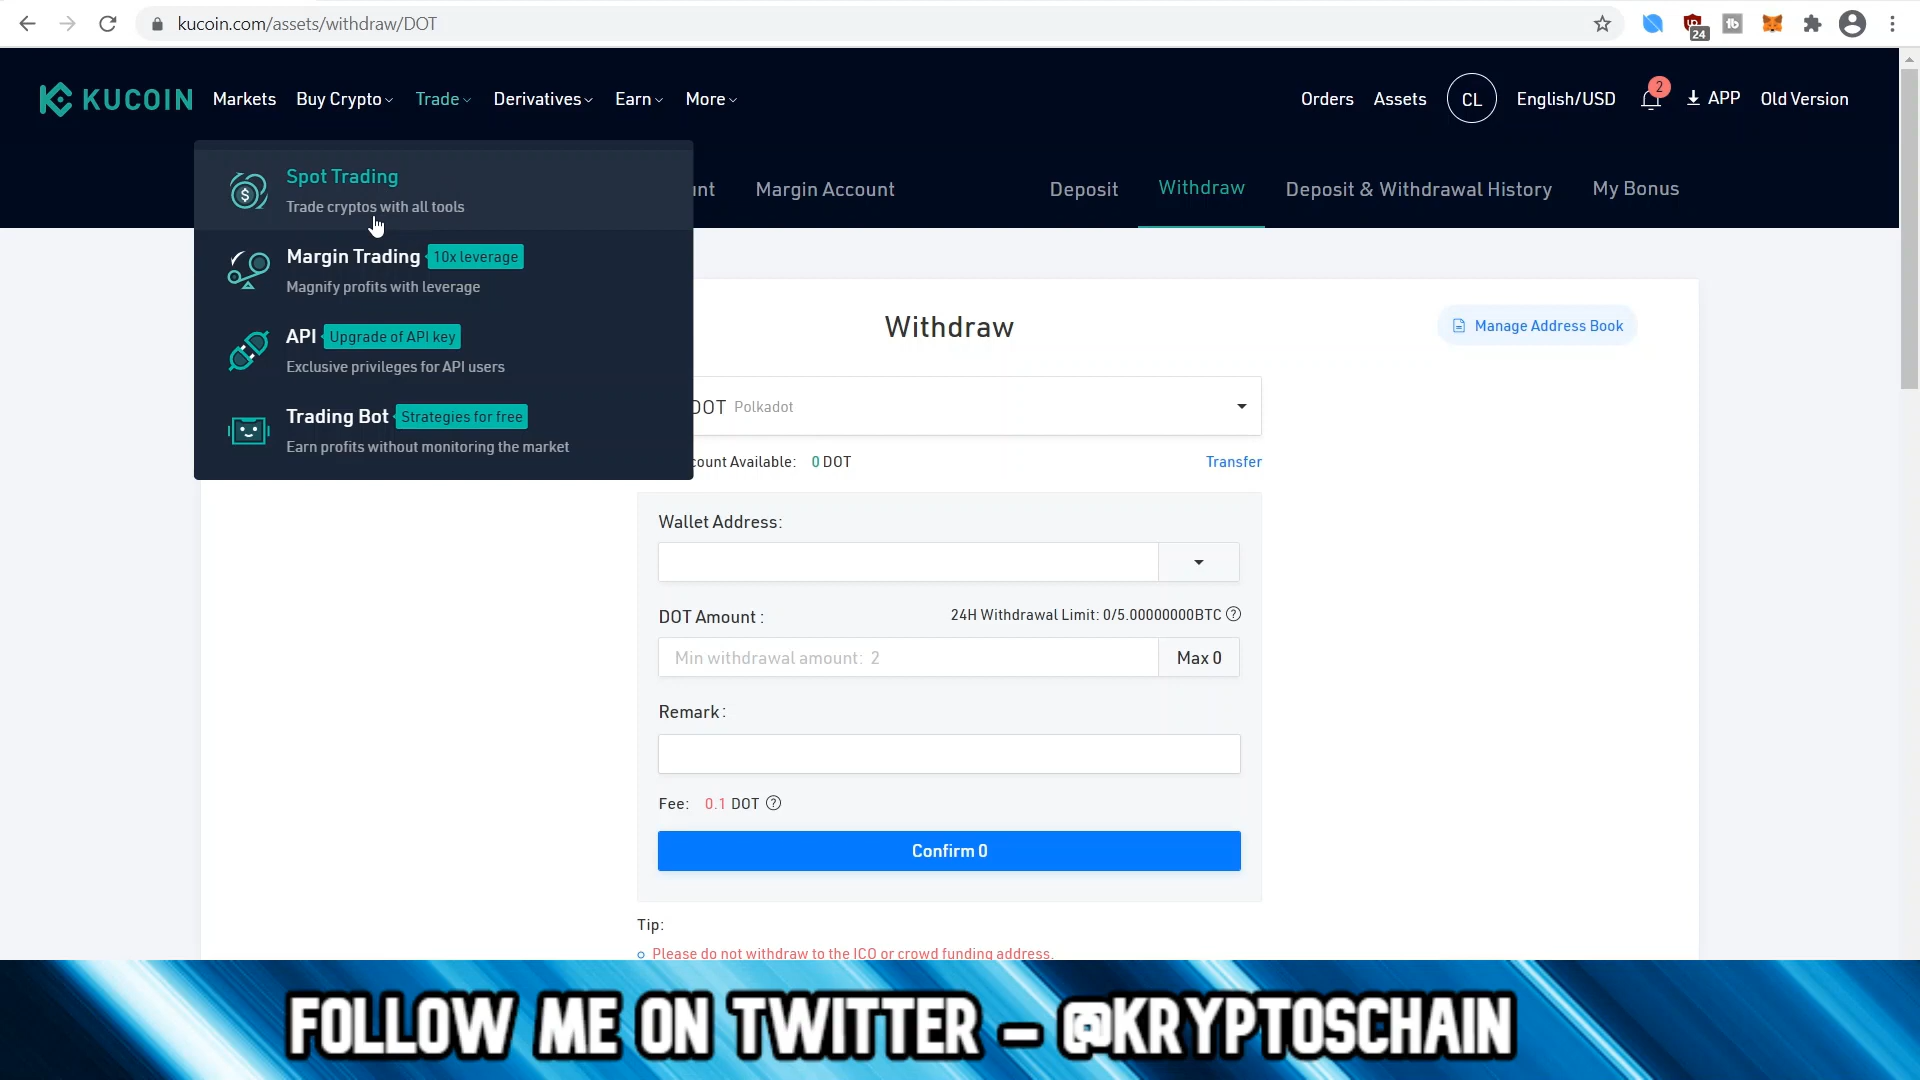 kucoin.com/assets/withdraw/DOT
24
KUCOIN Markets Buy Crypto Trade Derivatives Earn More Orders Assets CL English/USD 2 APP Old Version
Margin Account Deposit Withdraw Deposit & Withdrawal History My Bonus
Spot Trading
Trade cryptos with all tools
Margin Trading 10x leverage
Magnify profits with leverage
API Upgrade of API key
Exclusive privileges for API users
Trading Bot Strategies for free
Earn profits without monitoring the market
Withdraw
Manage Address Book
DOT Polkadot
Available: 0 DOT Transfer
Wallet Address:
DOT Amount : 24H Withdrawal Limit: 0/5.00000000BTC
Min withdrawal amount: 2 Max 0
Remark :
Fee: 0.1 DOT
Confirm 0
Tip:
Please do not withdraw to the ICO or crowd funding address.
FOLLOW ME ON TWITTER – @KRYPTOSCHAIN